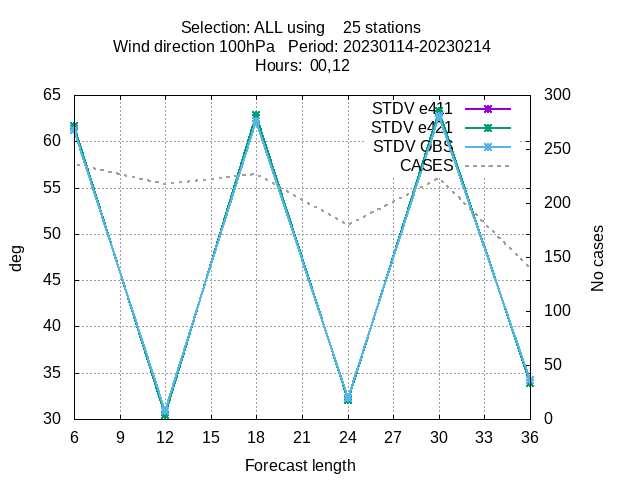 Selection: ALL using    25 stations
Wind direction 100hPa   Period: 20230114-20230214
Hours:  00,12
65
60
55
50
45
40
35
30
deg
300
250
200
150
100
50
0
No cases
STDV e411
STDV e421
STDV OBS
CASES
6 9 12 15 18 21 24 27 30 33 36
Forecast length